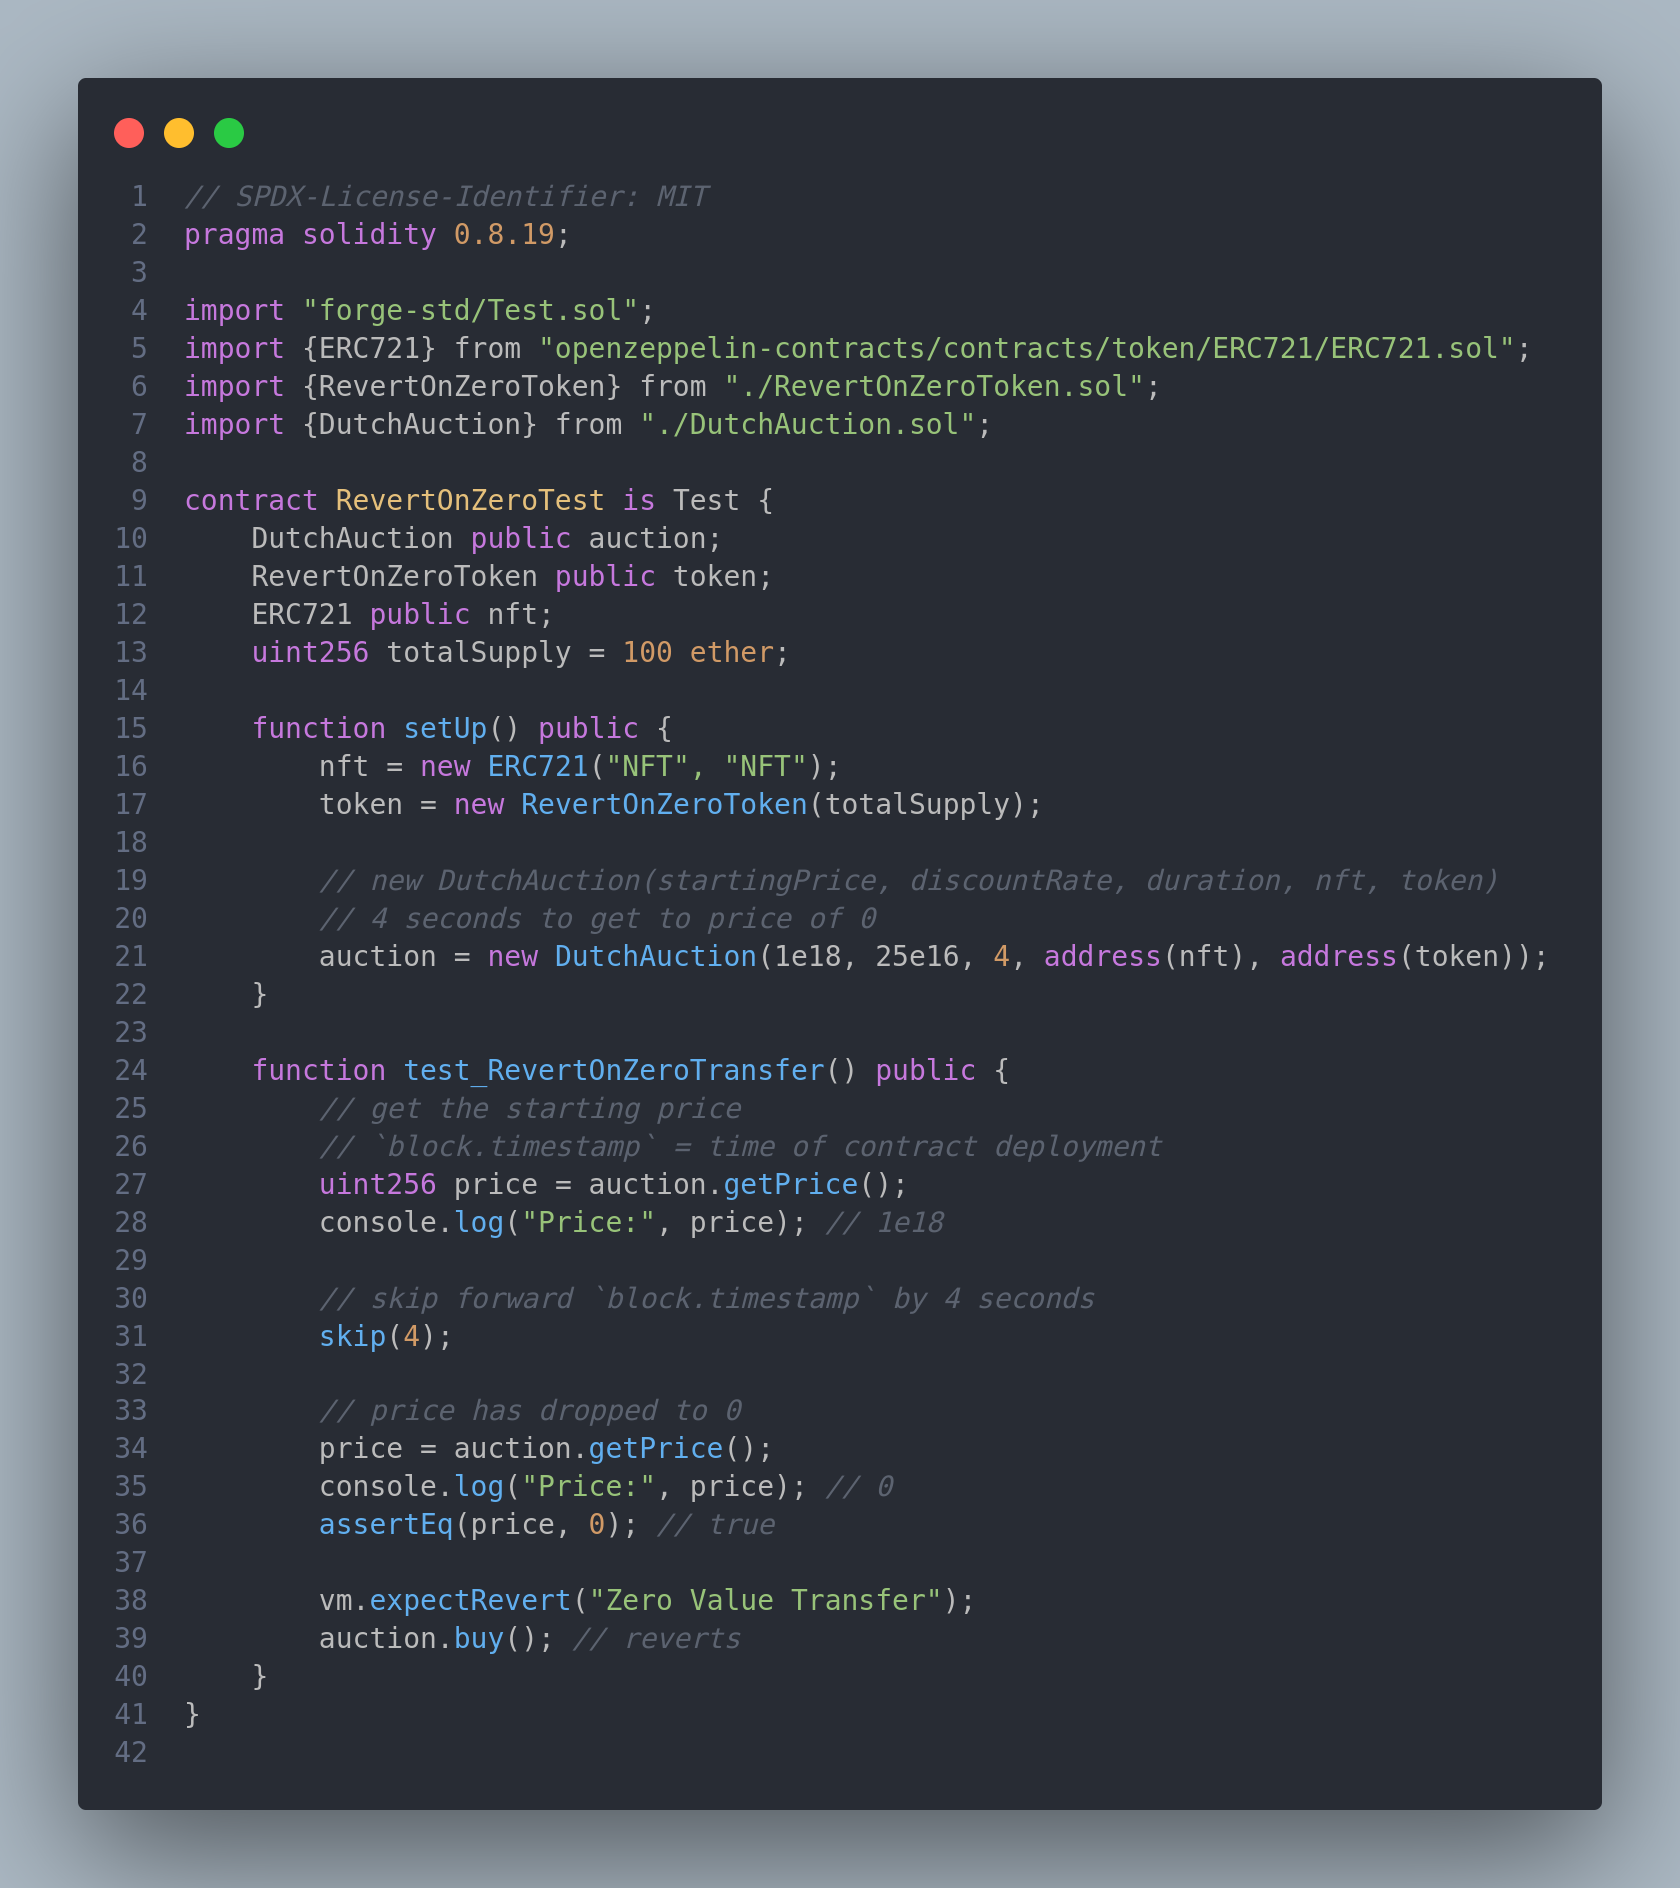 1 // SPDX-License-Identifier: MIT
2 pragma solidity 0.8.19;
3
4 import "forge-std/Test.sol";
5 import {ERC721} from "openzeppelin-contracts/contracts/token/ERC721/ERC721.sol";
6 import {RevertOnZeroToken} from "./RevertOnZeroToken.sol";
7 import {DutchAuction} from "./DutchAuction.sol";
8
9 contract RevertOnZeroTest is Test {
10     DutchAuction public auction;
11     RevertOnZeroToken public token;
12     ERC721 public nft;
13     uint256 totalSupply = 100 ether;
14
15     function setUp() public {
16         nft = new ERC721("NFT", "NFT");
17         token = new RevertOnZeroToken(totalSupply);
18
19         // new DutchAuction(startingPrice, discountRate, duration, nft, token)
20         // 4 seconds to get to price of 0
21         auction = new DutchAuction(1e18, 25e16, 4, address(nft), address(token));
22     }
23
24     function test_RevertOnZeroTransfer() public {
25         // get the starting price
26         // `block.timestamp` = time of contract deployment
27         uint256 price = auction.getPrice();
28         console.log("Price:", price); // 1e18
29
30         // skip forward `block.timestamp` by 4 seconds
31         skip(4);
32
33         // price has dropped to 0
34         price = auction.getPrice();
35         console.log("Price:", price); // 0
36         assertEq(price, 0); // true
37
38         vm.expectRevert("Zero Value Transfer");
39         auction.buy(); // reverts
40     }
41 }
42